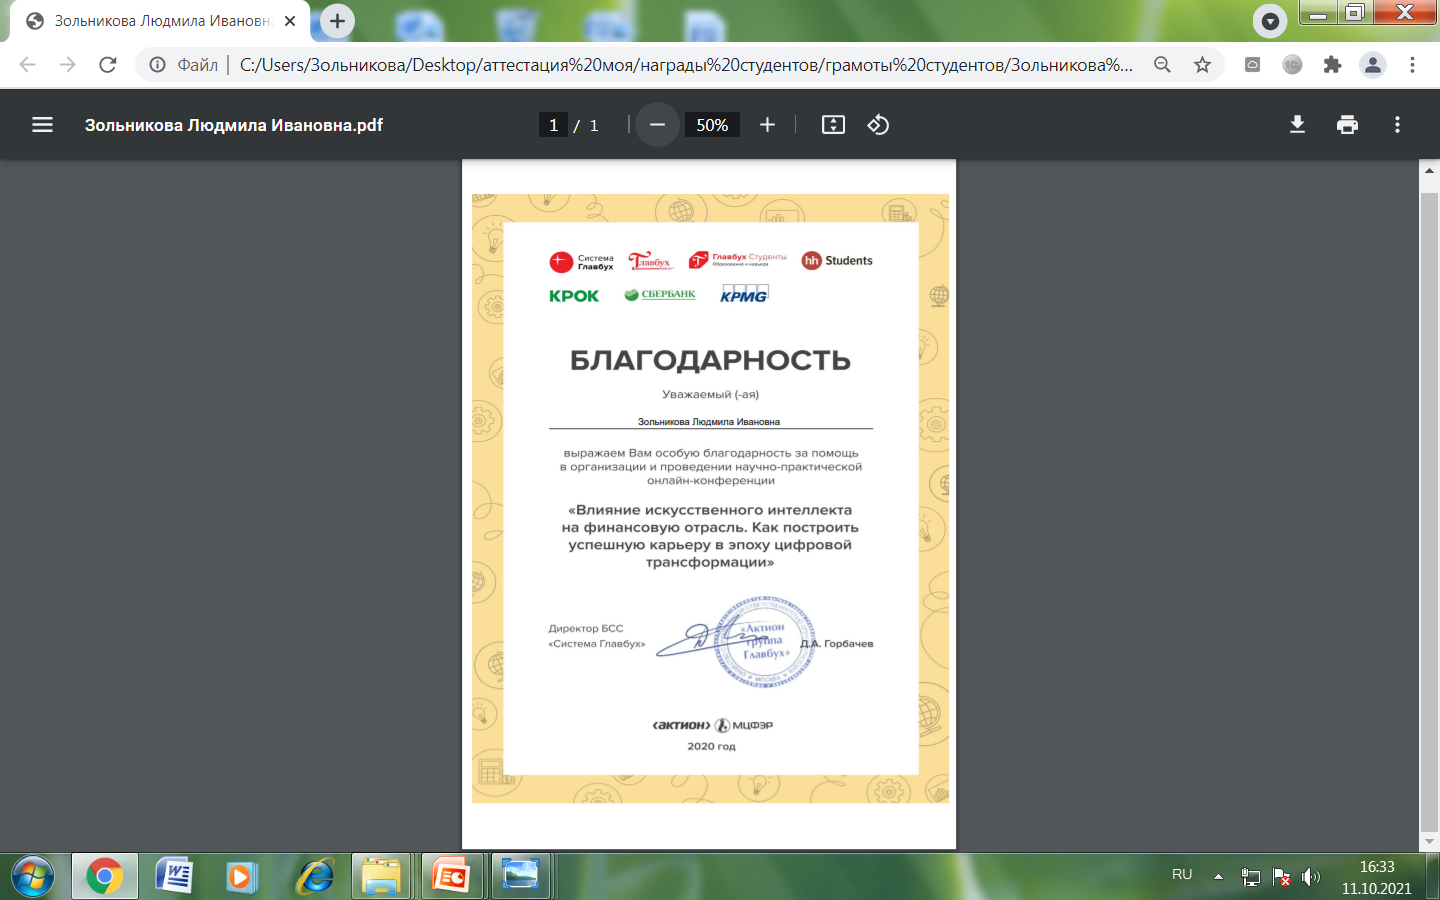 Зольникова Людмила Ивановн
Файл
C:/Users/Зольникова/Desktop/аттестация%20моя/награды%20студентов/грамоты%20студентов/Зольникова%...
Зольникова Людмила Ивановна.pdf
1 / 1
50%
Система Главбух
Главбух
Главбух Студенты
Образование и карьера
hh Students
КРОК
СБЕРБАНК
KPMG
БЛАГОДАРНОСТЬ
Уважаемый (-ая)
Зольникова Людмила Ивановна
выражаем Вам особую благодарность за помощь
в организации и проведении научно-практической
онлайн-конференции
«Влияние искусственного интеллекта
на финансовую отрасль. Как построить
успешную карьеру в эпоху цифровой
трансформации»
Директор БСС
«Система Главбух»
«Актион
группа
Главбух»
Д.А. Горбачев
‹актион› МЦФЭР
2020 год
RU
16:33
11.10.2021